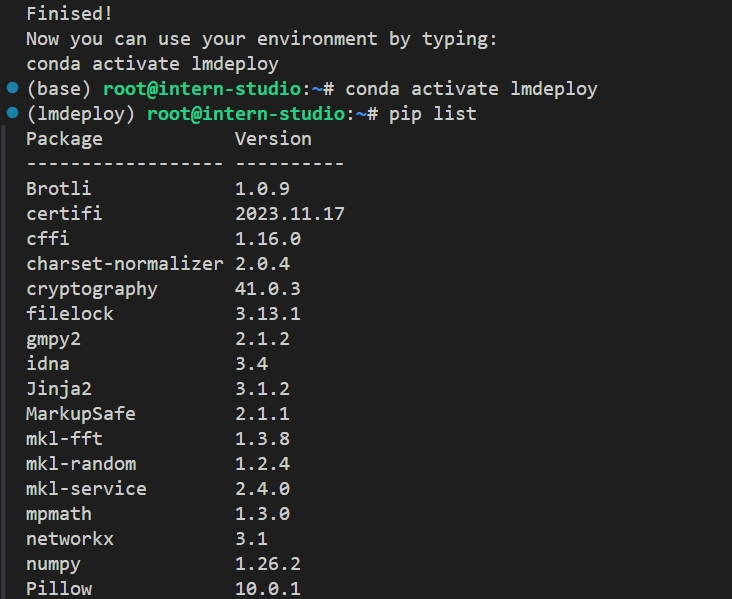 Finised!
Now you can use your environment by typing:
conda activate lmdeploy
(base) root@intern-studio:~# conda activate lmdeploy
(lmdeploy) root@intern-studio:~# pip list
Package            Version
------------------ ----------
Brotli             1.0.9
certifi            2023.11.17
cffi               1.16.0
charset-normalizer 2.0.4
cryptography       41.0.3
filelock           3.13.1
gmpy2              2.1.2
idna               3.4
Jinja2             3.1.2
MarkupSafe         2.1.1
mkl-fft            1.3.8
mkl-random         1.2.4
mkl-service        2.4.0
mpmath             1.3.0
networkx           3.1
numpy              1.26.2
Pillow             10.0.1